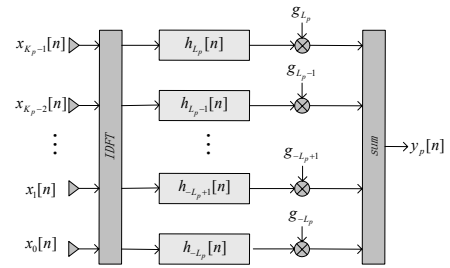 g_{L_p}
x_{K_p-1}[n] h_{L_p}[n]
g_{L_p-1}
x_{K_p-2}[n] h_{L_p-1}[n]
⋮ IDFT ⋮ sum y_p[n]
g_{-L_p+1}
x_1[n] h_{-L_p+1}[n]
g_{-L_p}
x_0[n] h_{-L_p}[n]